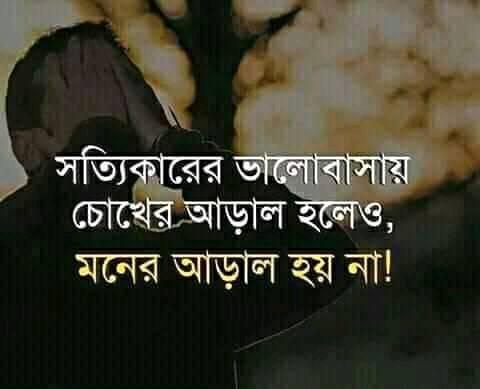 সত্যিকারের ভালোবাসায়
চোখের আড়াল হলেও,
মনের আড়াল হয় না!